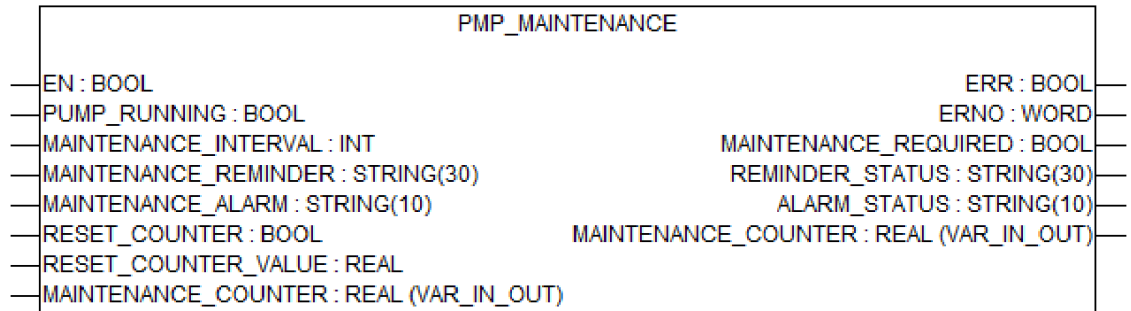 PMP_MAINTENANCE
EN : BOOL ERR : BOOL
PUMP_RUNNING : BOOL ERNO : WORD
MAINTENANCE_INTERVAL : INT MAINTENANCE_REQUIRED : BOOL
MAINTENANCE_REMINDER : STRING(30) REMINDER_STATUS : STRING(30)
MAINTENANCE_ALARM : STRING(10) ALARM_STATUS : STRING(10)
RESET_COUNTER : BOOL MAINTENANCE_COUNTER : REAL (VAR_IN_OUT)
RESET_COUNTER_VALUE : REAL
MAINTENANCE_COUNTER : REAL (VAR_IN_OUT)